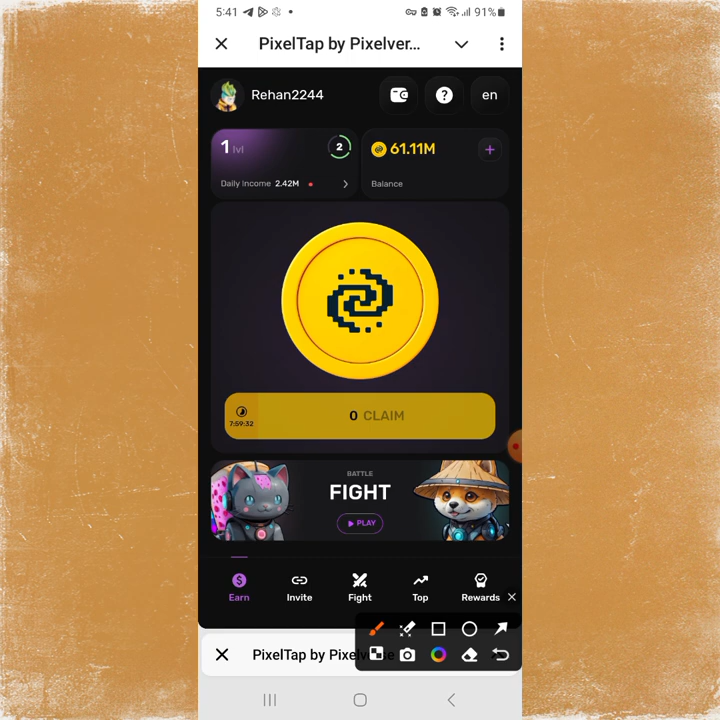 5:41
91%
PixelTap by Pixelver...
Rehan2244
en
1 lvl
2
61.11M
Daily income 2.42M
Balance
7:59:32
0 CLAIM
BATTLE
FIGHT
PLAY
Earn
Invite
Fight
Top
Rewards
PixelTap by